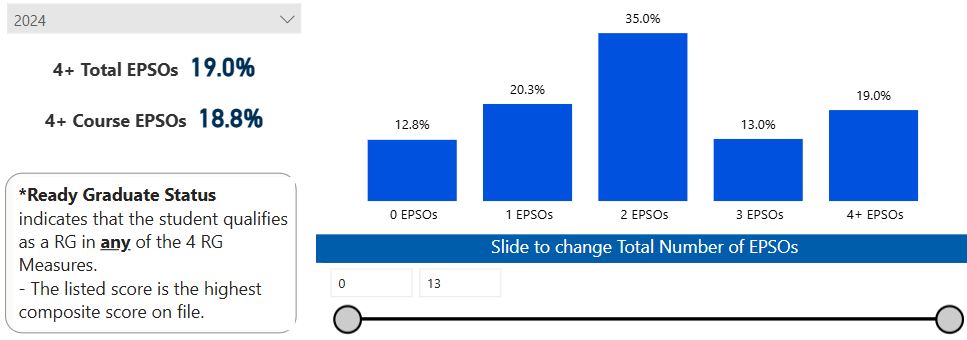 2024
4+ Total EPSOs 19.0%
4+ Course EPSOs 18.8%
*Ready Graduate Status
indicates that the student qualifies
as a RG in any of the 4 RG
Measures.
- The listed score is the highest
composite score on file.
35.0%
20.3%
19.0%
12.8%
13.0%
0 EPSOs
1 EPSOs
2 EPSOs
3 EPSOs
4+ EPSOs
Slide to change Total Number of EPSOs
0
13